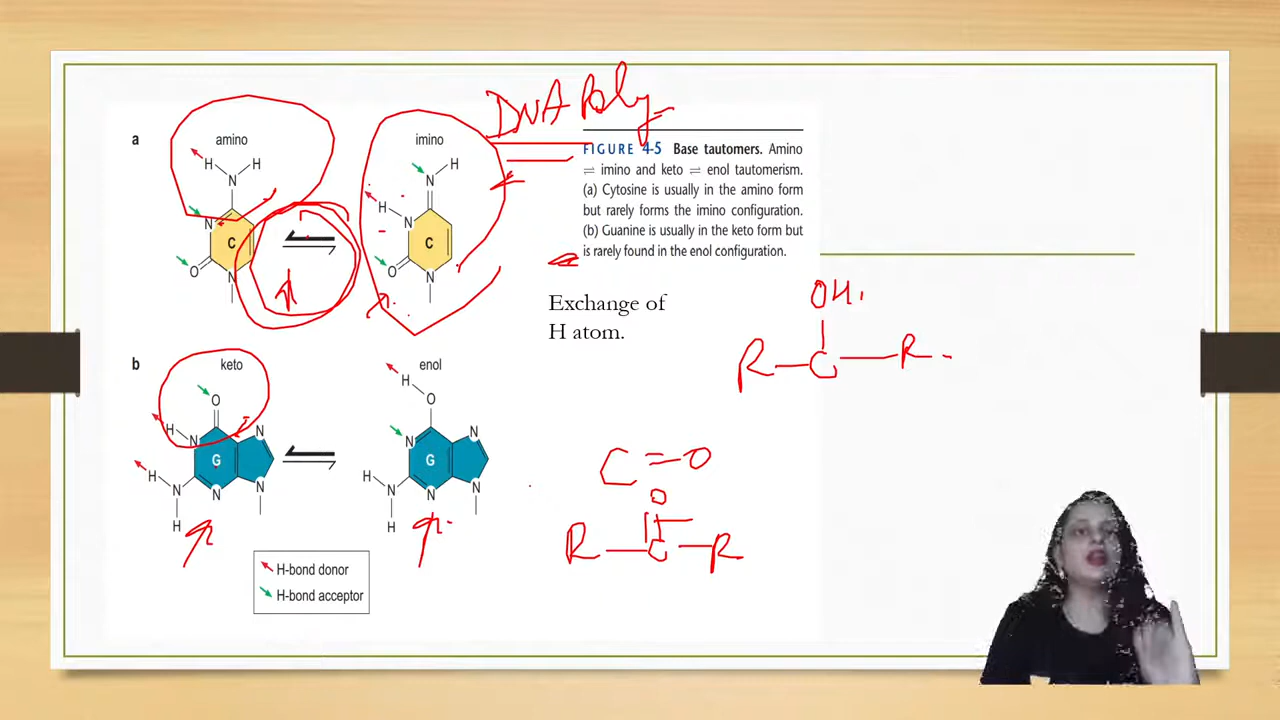 DNA Poly
a
amino
imino
H
H
N
H
N
N
C
O
N
H
N
C
O
N
FIGURE 4-5 Base tautomers. Amino
⇌ imino and keto ⇌ enol tautomerism.
(a) Cytosine is usually in the amino form
but rarely forms the imino configuration.
(b) Guanine is usually in the keto form but
is rarely found in the enol configuration.
Exchange of
H atom.
OH
R-C-R
b
keto
enol
O
H
N
N
G
H
N
N
N
H
H
O
N
N
G
H
N
N
N
H
C=O
O
R-C-R
H-bond donor
H-bond acceptor